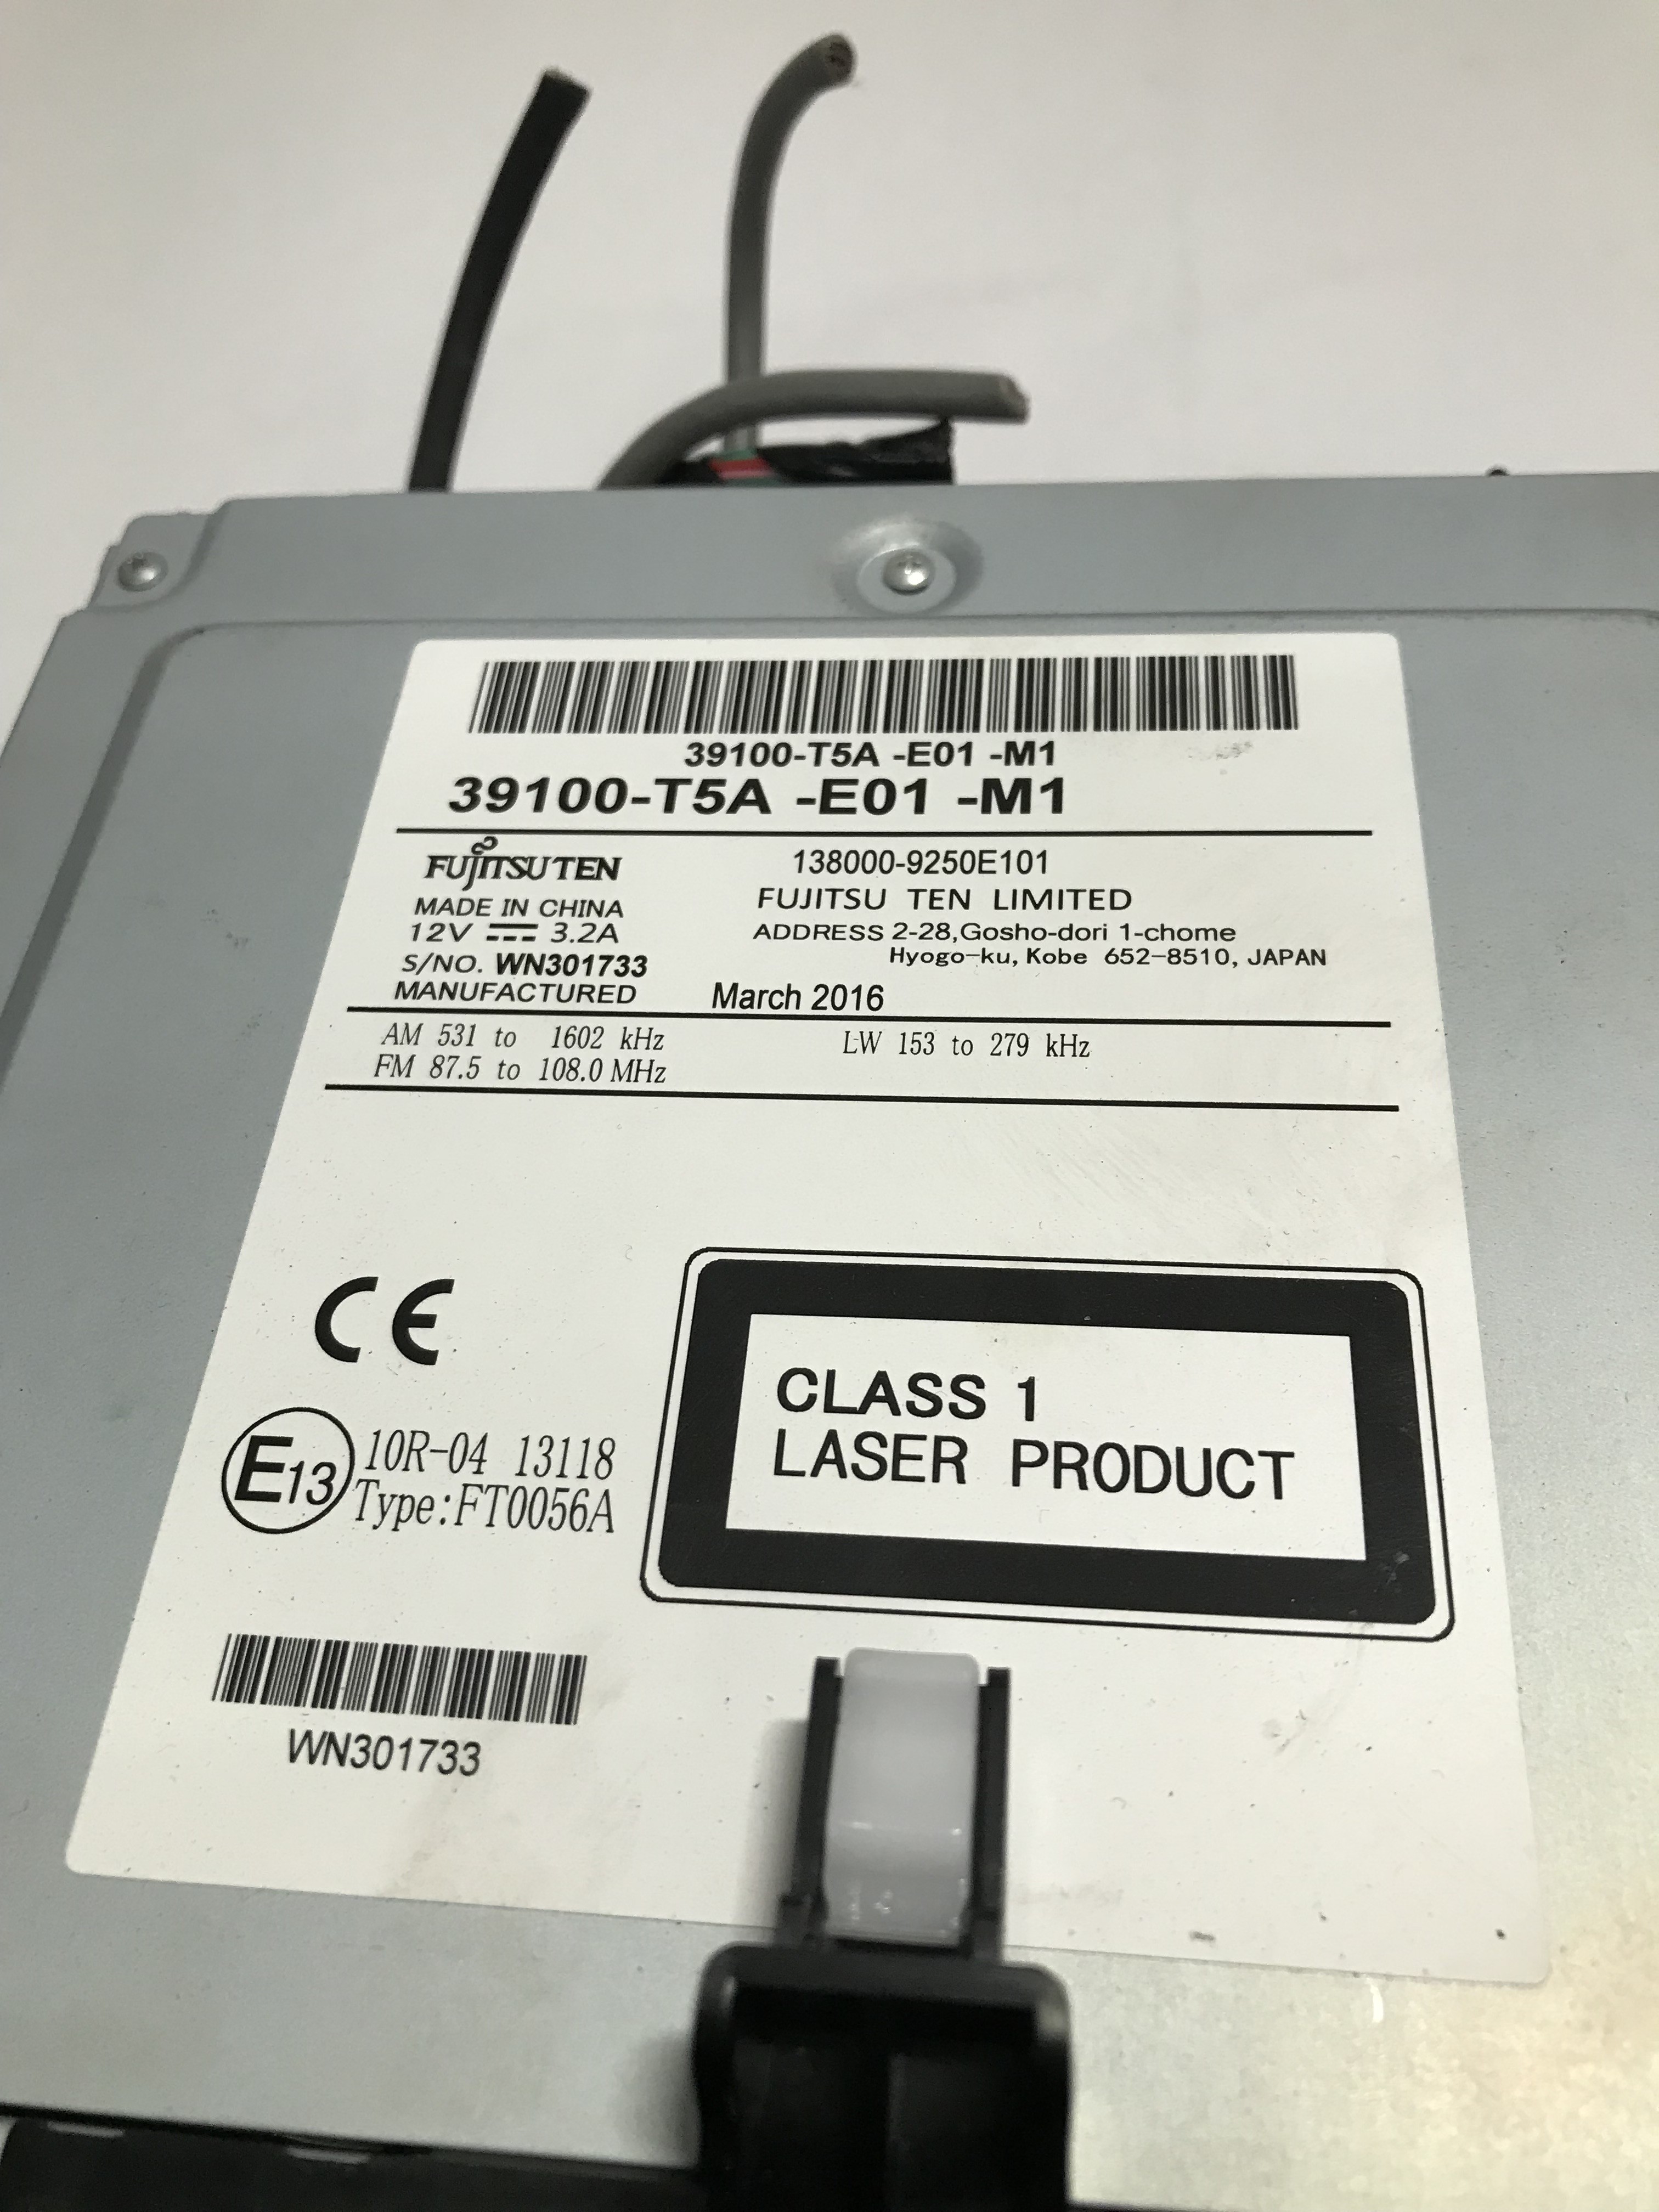 39100-T5A -E01 -M1
39100-T5A -E01 -M1
FUJITSU TEN
138000-9250E101
FUJITSU TEN LIMITED
MADE IN CHINA
ADDRESS 2-28,Gosho-dori 1-chome
12V ⎓ 3.2A
Hyogo-ku, Kobe 652-8510, JAPAN
S/NO. WN301733
MANUFACTURED March 2016
AM 531 to 1602 kHz LW 153 to 279 kHz
FM 87.5 to 108.0 MHz
CE
CLASS 1
LASER PRODUCT
E13
10R-04 13118
Type:FT0056A
WN301733